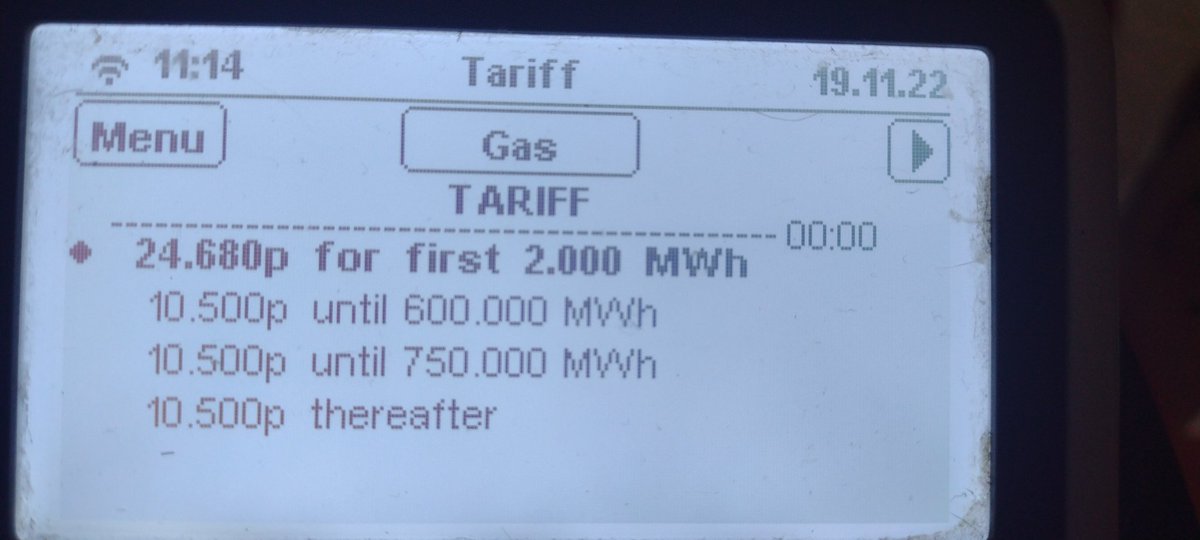 11:14 Tariff 19.11.22
Menu Gas
TARIFF
00:00
24.680p for first 2.000 MWh
10.500p until 600.000 MWh
10.500p until 750.000 MWh
10.500p thereafter